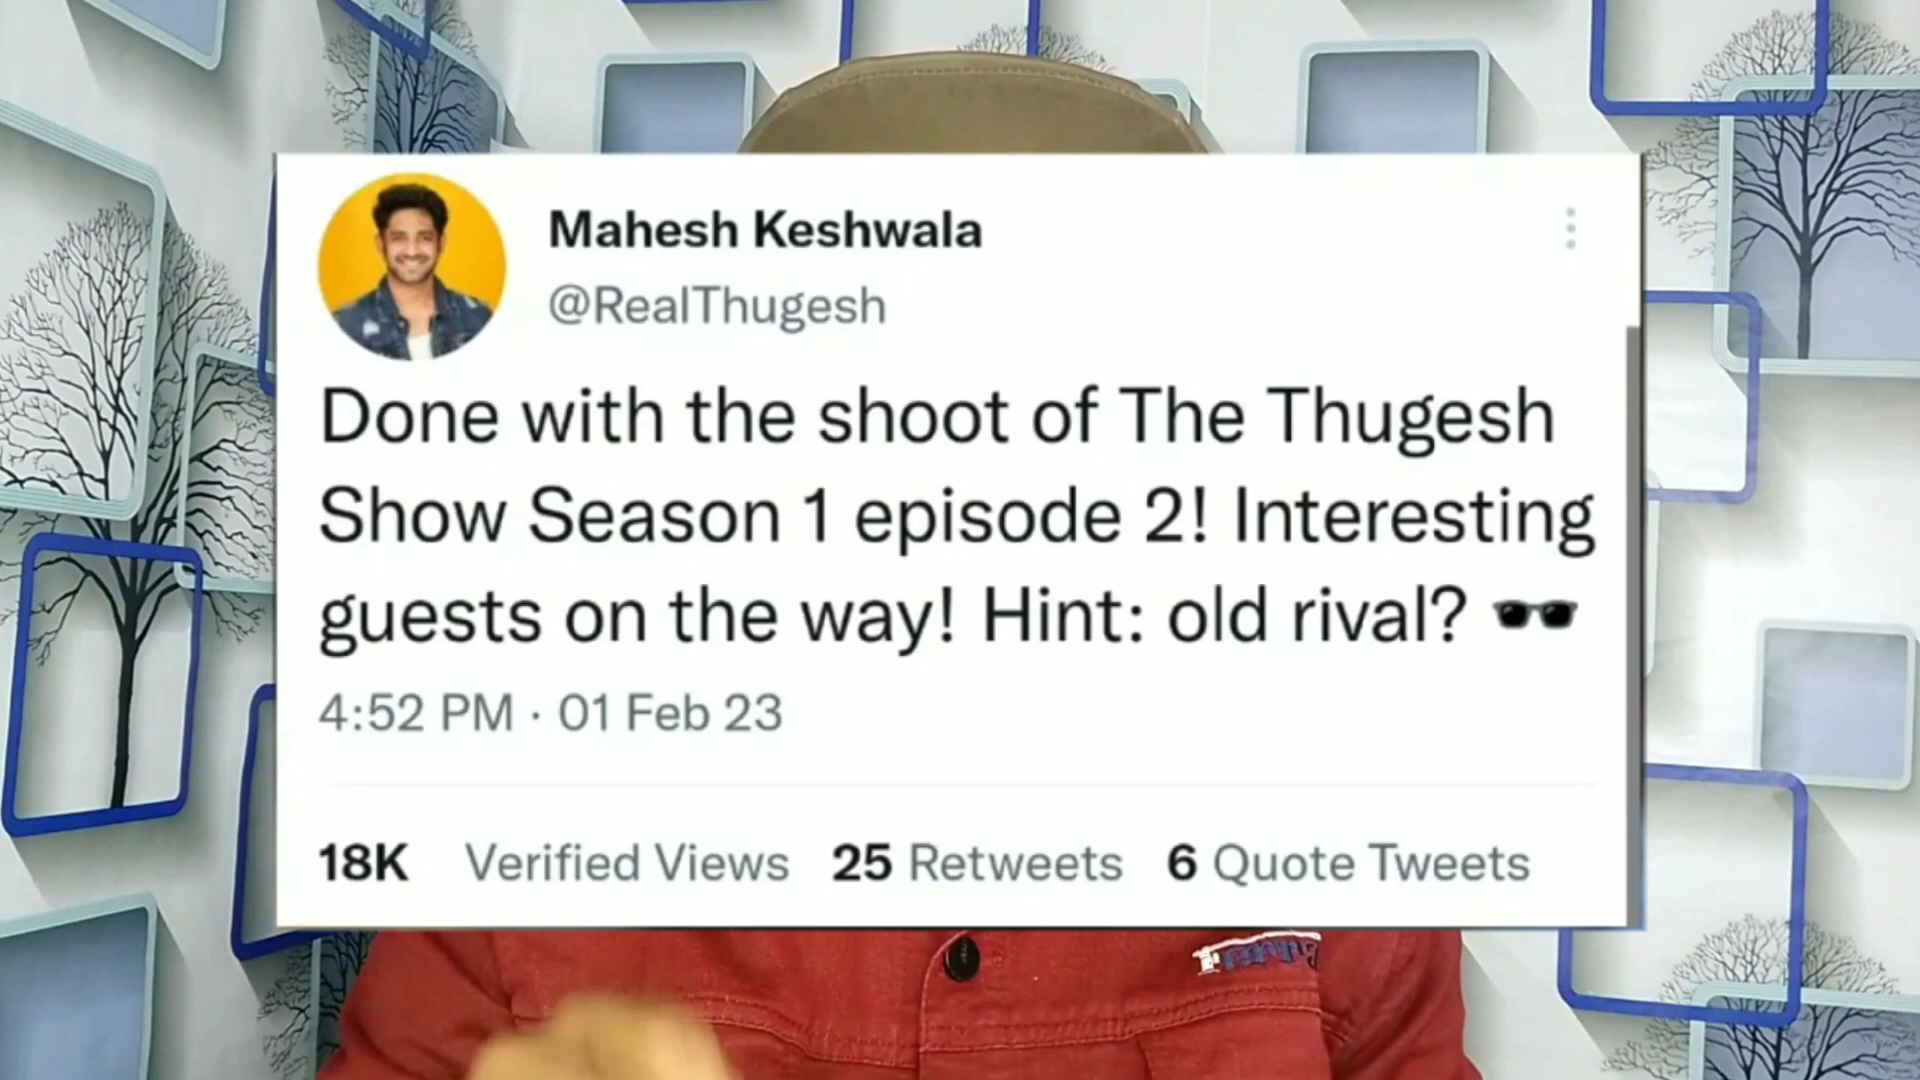 Mahesh Keshwala
@RealThugesh
Done with the shoot of The Thugesh
Show Season 1 episode 2! Interesting
guests on the way! Hint: old rival? 🕶️
4:52 PM · 01 Feb 23
18K Verified Views 25 Retweets 6 Quote Tweets